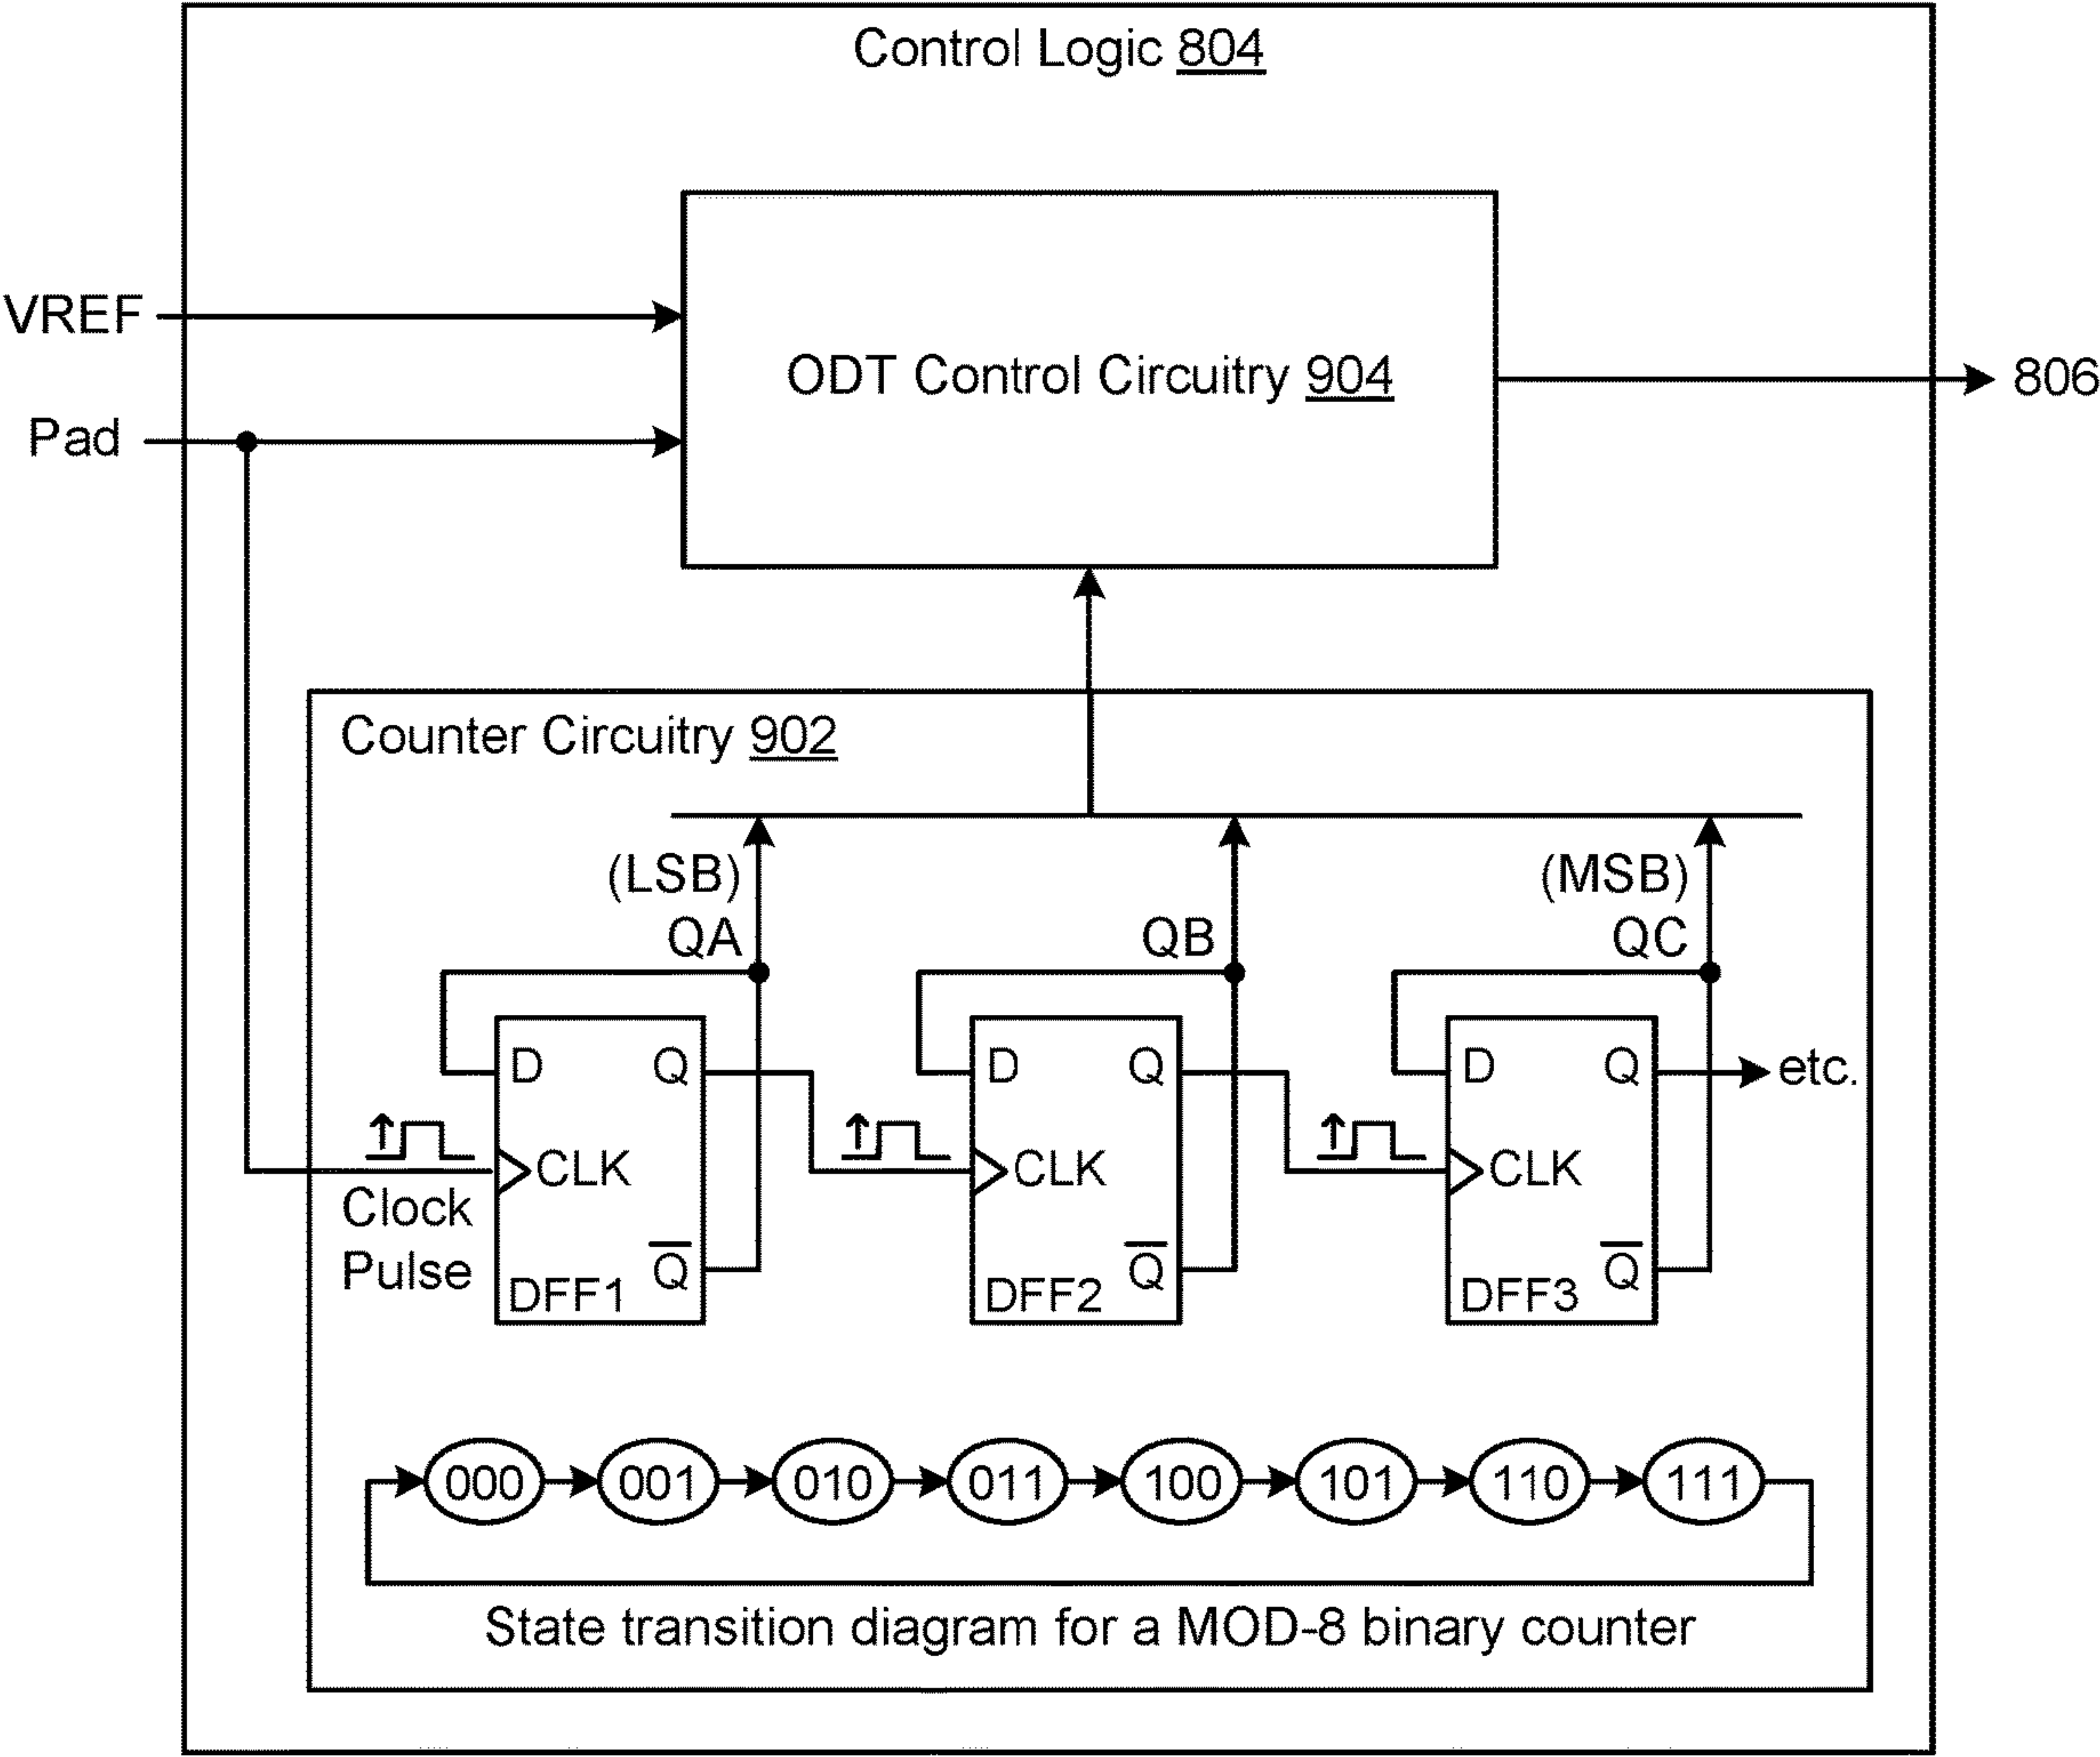 Control Logic 804
VREF
ODT Control Circuitry 904
806
Pad
Counter Circuitry 902
(LSB)
QA
QB
(MSB)
QC
D
Q
CLK
Q̅
DFF1
Clock
Pulse
D
Q
CLK
Q̅
DFF2
D
Q
CLK
Q̅
DFF3
etc.
000
001
010
011
100
101
110
111
State transition diagram for a MOD-8 binary counter